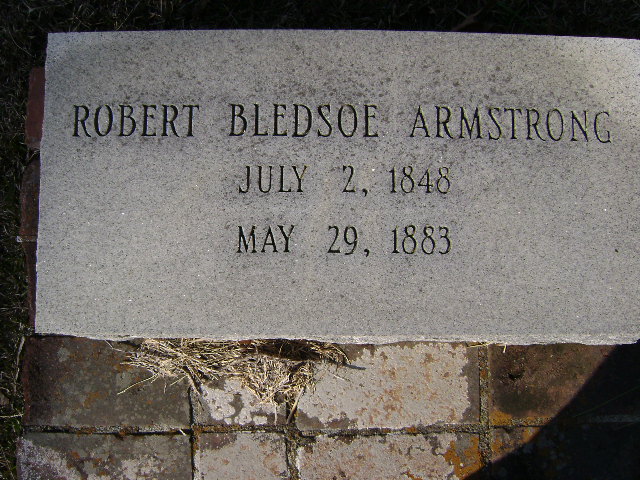 ROBERT BLEDSOE ARMSTRONG
JULY 2, 1848
MAY 29, 1883